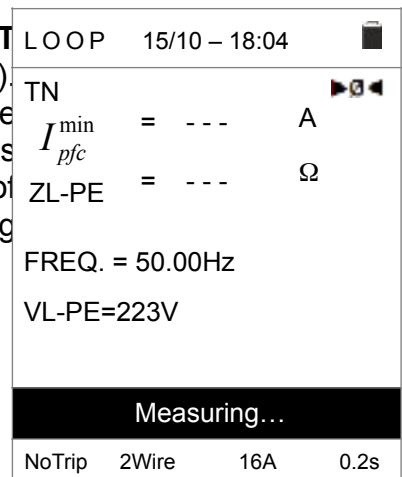 LOOP 15/10 – 18:04
TN
I min pfc = - - - A
ZL-PE = - - - Ω
FREQ. = 50.00Hz
VL-PE=223V
Measuring…
NoTrip 2Wire 16A 0.2s